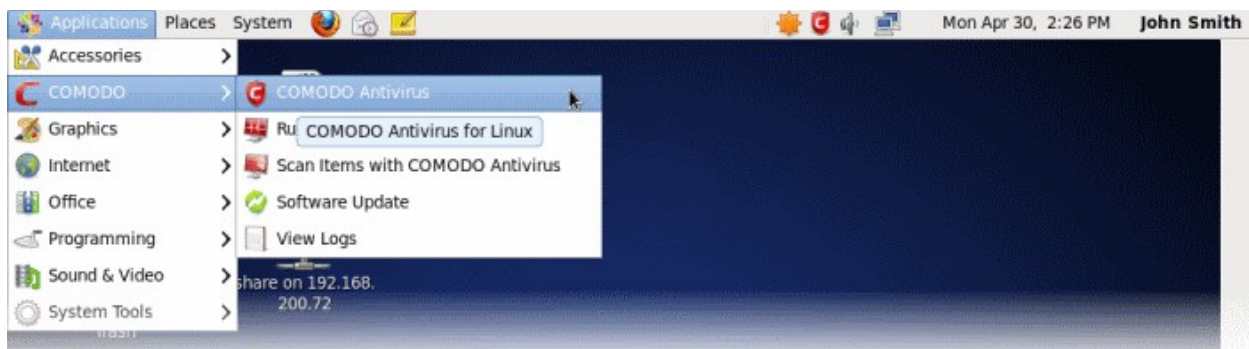 Applications Places System Mon Apr 30, 2:26 PM John Smith
Accessories
COMODO
Graphics
Internet
Office
Programming
Sound & Video
System Tools
COMODO Antivirus
Ru
COMODO Antivirus for Linux
Scan Items with COMODO Antivirus
Software Update
View Logs
share on 192.168.
200.72